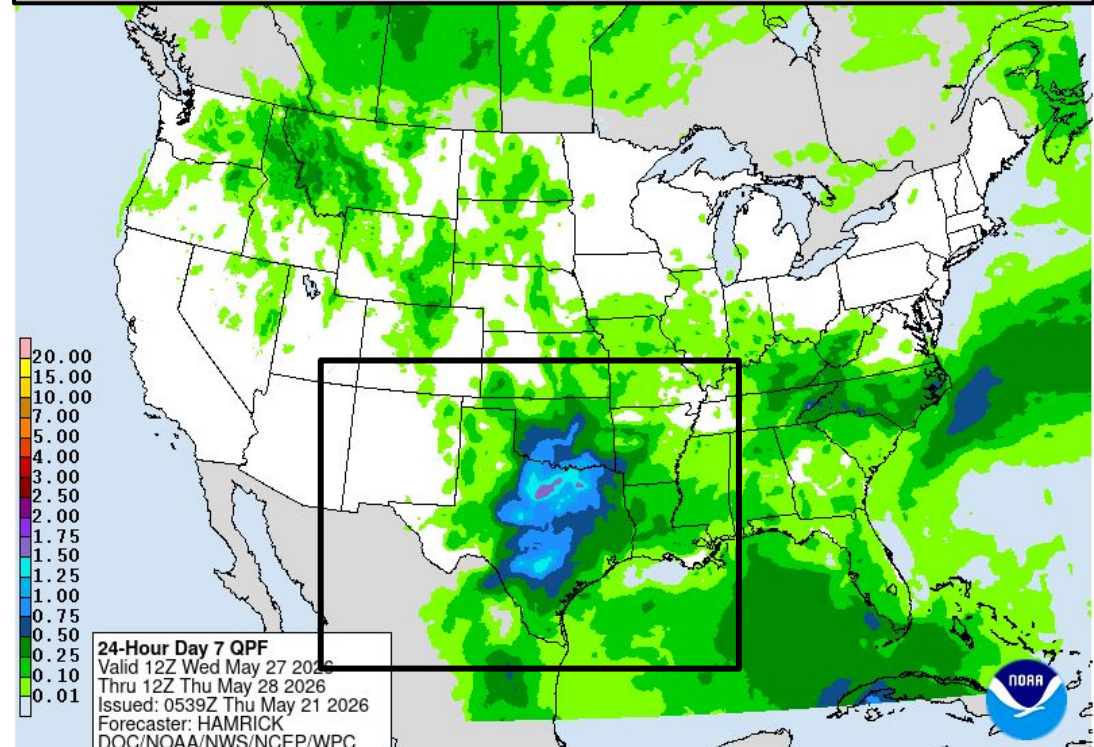 20.00
15.00
10.00
7.00
5.00
4.00
3.00
2.50
2.00
1.75
1.50
1.25
1.00
0.75
0.50
0.25
0.10
0.01
24-Hour Day 7 QPF
Valid 12Z Wed May 27 2026
Thru 12Z Thu May 28 2026
Issued: 0539Z Thu May 21 2026
Forecaster: HAMRICK
DOC/NOAA/NWS/NCEP/WPC
NOAA